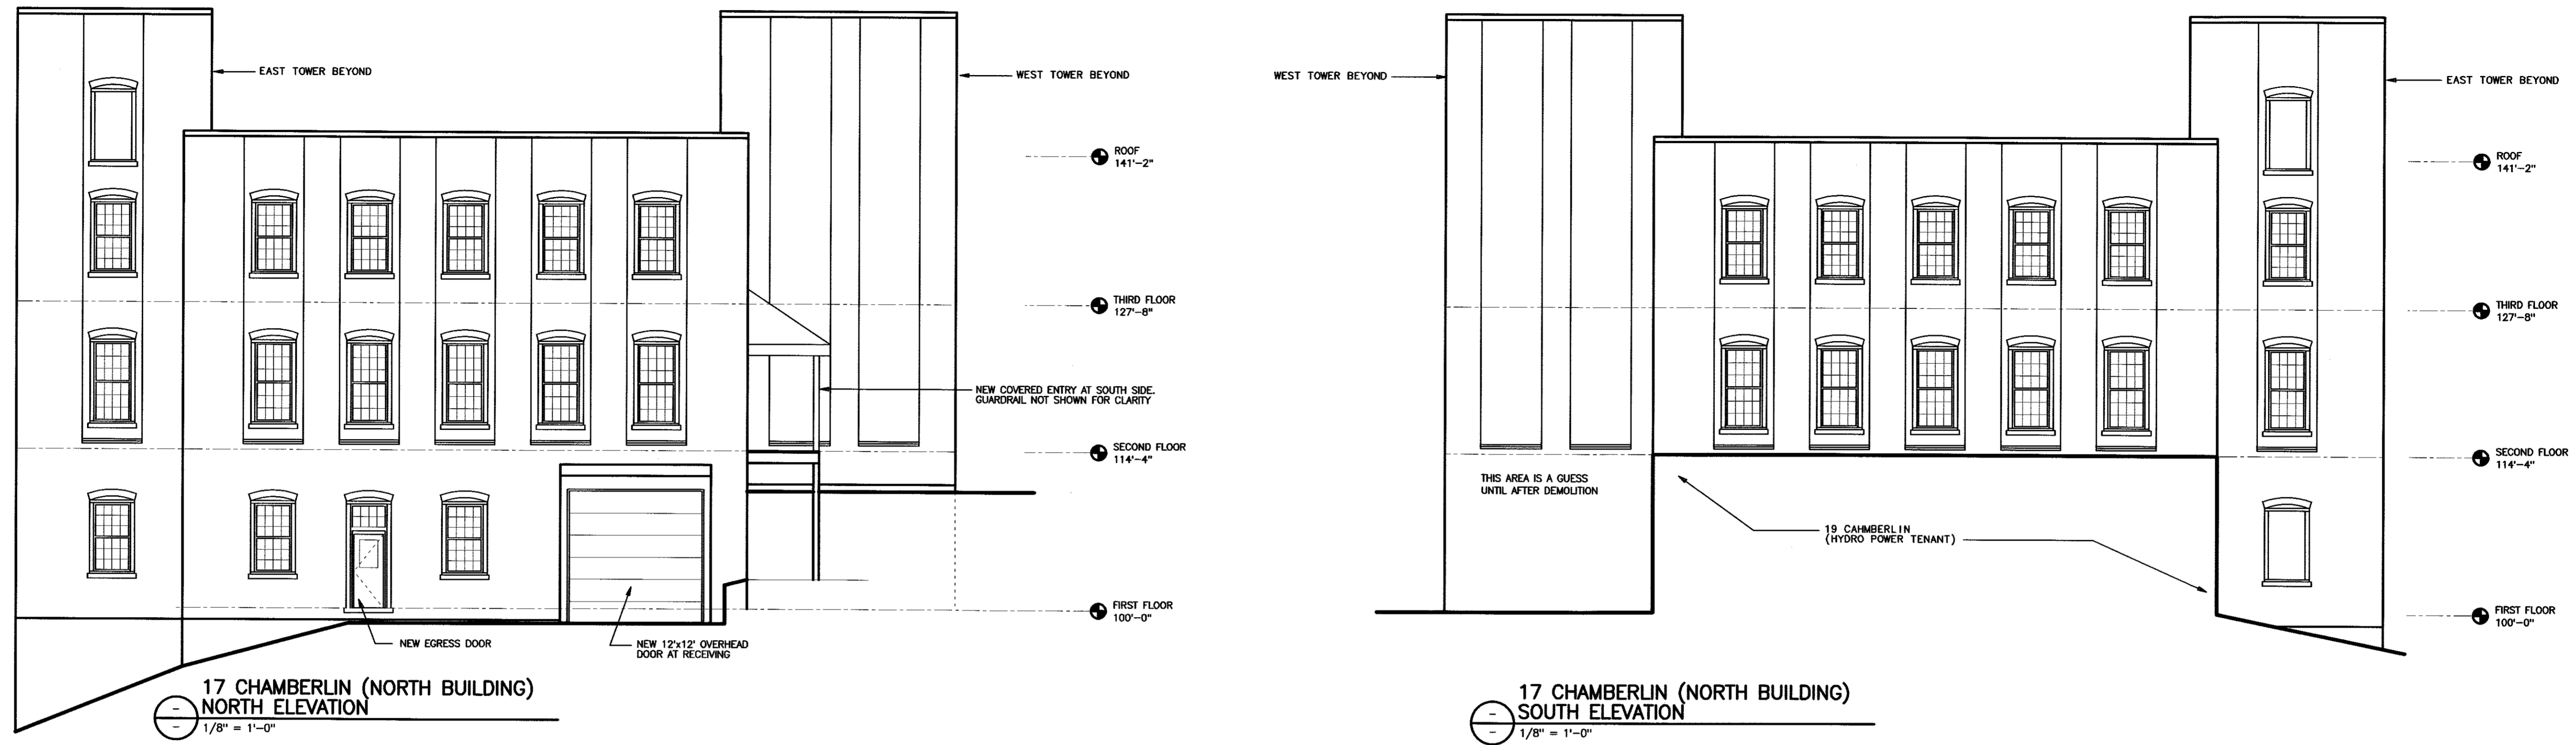 EAST TOWER BEYOND
WEST TOWER BEYOND
ROOF
141'-2"
THIRD FLOOR
127'-8"
NEW COVERED ENTRY AT SOUTH SIDE.
GUARDRAIL NOT SHOWN FOR CLARITY
SECOND FLOOR
114'-4"
FIRST FLOOR
100'-0"
NEW EGRESS DOOR
NEW 12'x12' OVERHEAD
DOOR AT RECEIVING
17 CHAMBERLIN (NORTH BUILDING)
NORTH ELEVATION
1/8" = 1'-0"
WEST TOWER BEYOND
EAST TOWER BEYOND
ROOF
141'-2"
THIRD FLOOR
127'-8"
SECOND FLOOR
114'-4"
THIS AREA IS A GUESS
UNTIL AFTER DEMOLITION
19 CAHMBERLIN
(HYDRO POWER TENANT)
FIRST FLOOR
100'-0"
17 CHAMBERLIN (NORTH BUILDING)
SOUTH ELEVATION
1/8" = 1'-0"